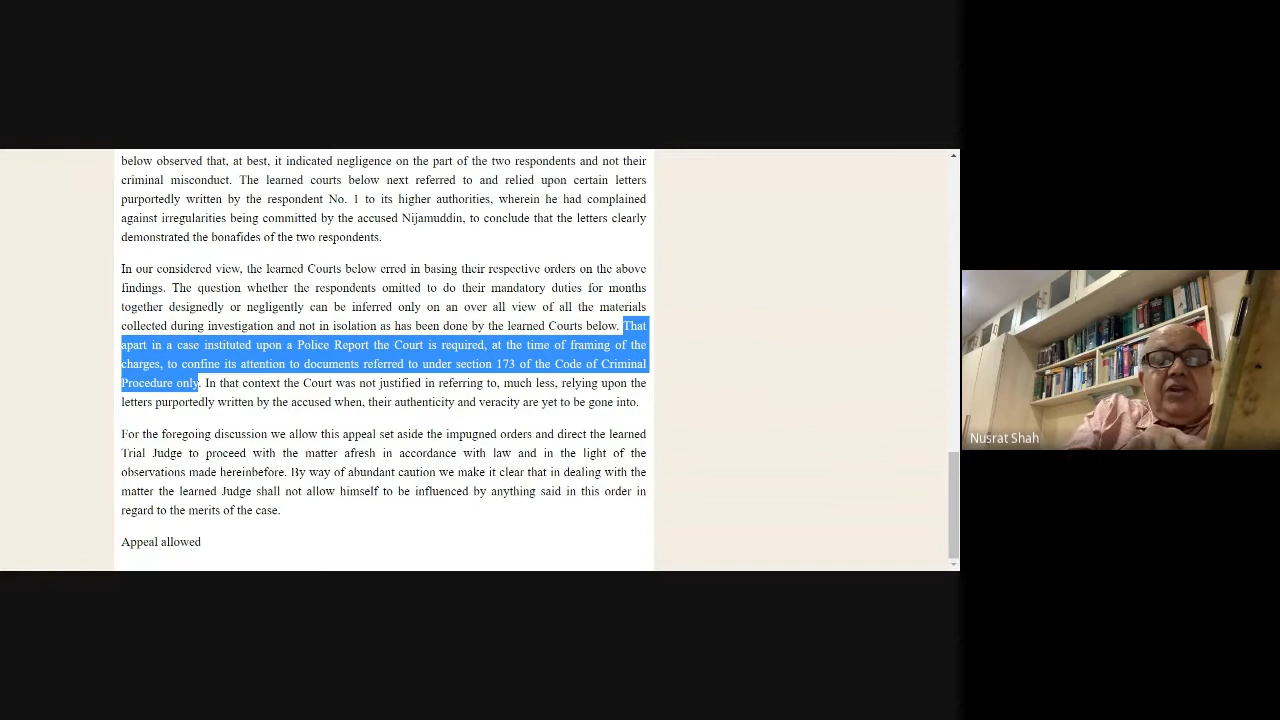 below observed that, at best, it indicated negligence on the part of the two respondents and not their
criminal misconduct. The learned courts below next referred to and relied upon certain letters
purportedly written by the respondent No. 1 to its higher authorities, wherein he had complained
against irregularities being committed by the accused Nijamuddin, to conclude that the letters clearly
demonstrated the bonafides of the two respondents.
In our considered view, the learned Courts below erred in basing their respective orders on the above
findings. The question whether the respondents omitted to do their mandatory duties for months
together designedly or negligently can be inferred only on an over all view of all the materials
collected during investigation and not in isolation as has been done by the learned Courts below. That
apart in a case instituted upon a Police Report the Court is required, at the time of framing of the
charges, to confine its attention to documents referred to under section 173 of the Code of Criminal
Procedure only. In that context the Court was not justified in referring to, much less, relying upon the
letters purportedly written by the accused when, their authenticity and veracity are yet to be gone into.
For the foregoing discussion we allow this appeal set aside the impugned orders and direct the learned
Trial Judge to proceed with the matter afresh in accordance with law and in the light of the
observations made hereinbefore. By way of abundant caution we make it clear that in dealing with the
matter the learned Judge shall not allow himself to be influenced by anything said in this order in
regard to the merits of the case.
Appeal allowed
Nusrat Shah